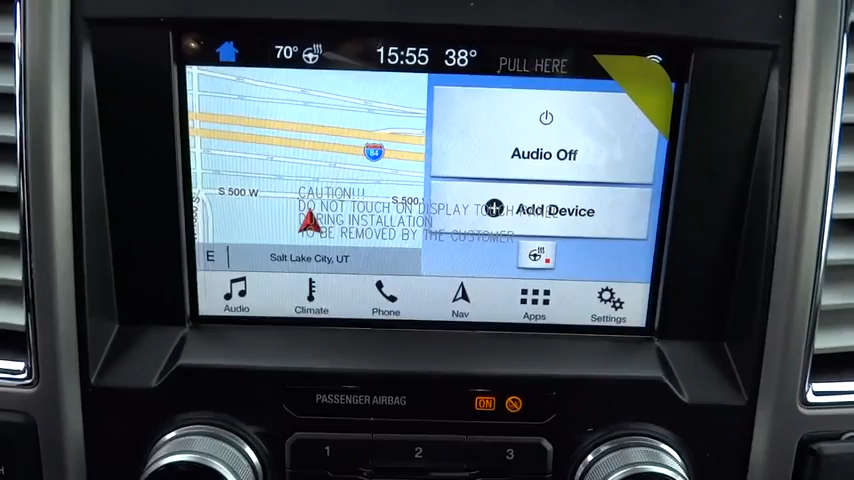 70°
15:55
38°
PULL HERE
84
Audio Off
S 500 W
S 500
CAUTION!!!
DO NOT TOUCH ON DISPLAY TOUCH PANEL
DURING INSTALLATION
TO BE REMOVED BY THE CUSTOMER
Add Device
E
Salt Lake City, UT
Audio
Climate
Phone
Nav
Apps
Settings
PASSENGER AIRBAG
ON
1
2
3